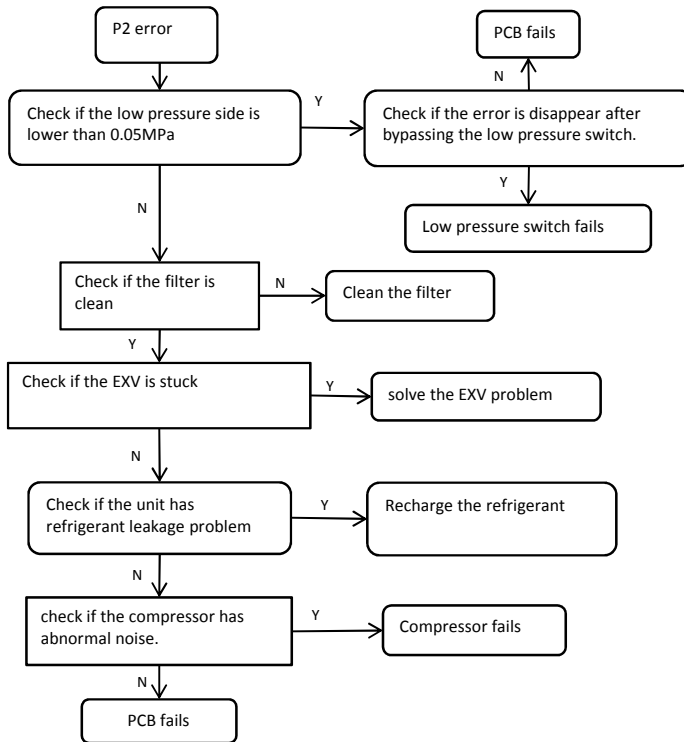 P2 error
PCB fails
N
Check if the low pressure side is
lower than 0.05MPa
Y
Check if the error is disappear after
bypassing the low pressure switch.
Y
Low pressure switch fails
N
Check if the filter is
clean
N
Clean the filter
Y
Check if the EXV is stuck
Y
solve the EXV problem
N
Check if the unit has
refrigerant leakage problem
Y
Recharge the refrigerant
N
check if the compressor has
abnormal noise.
Y
Compressor fails
N
PCB fails